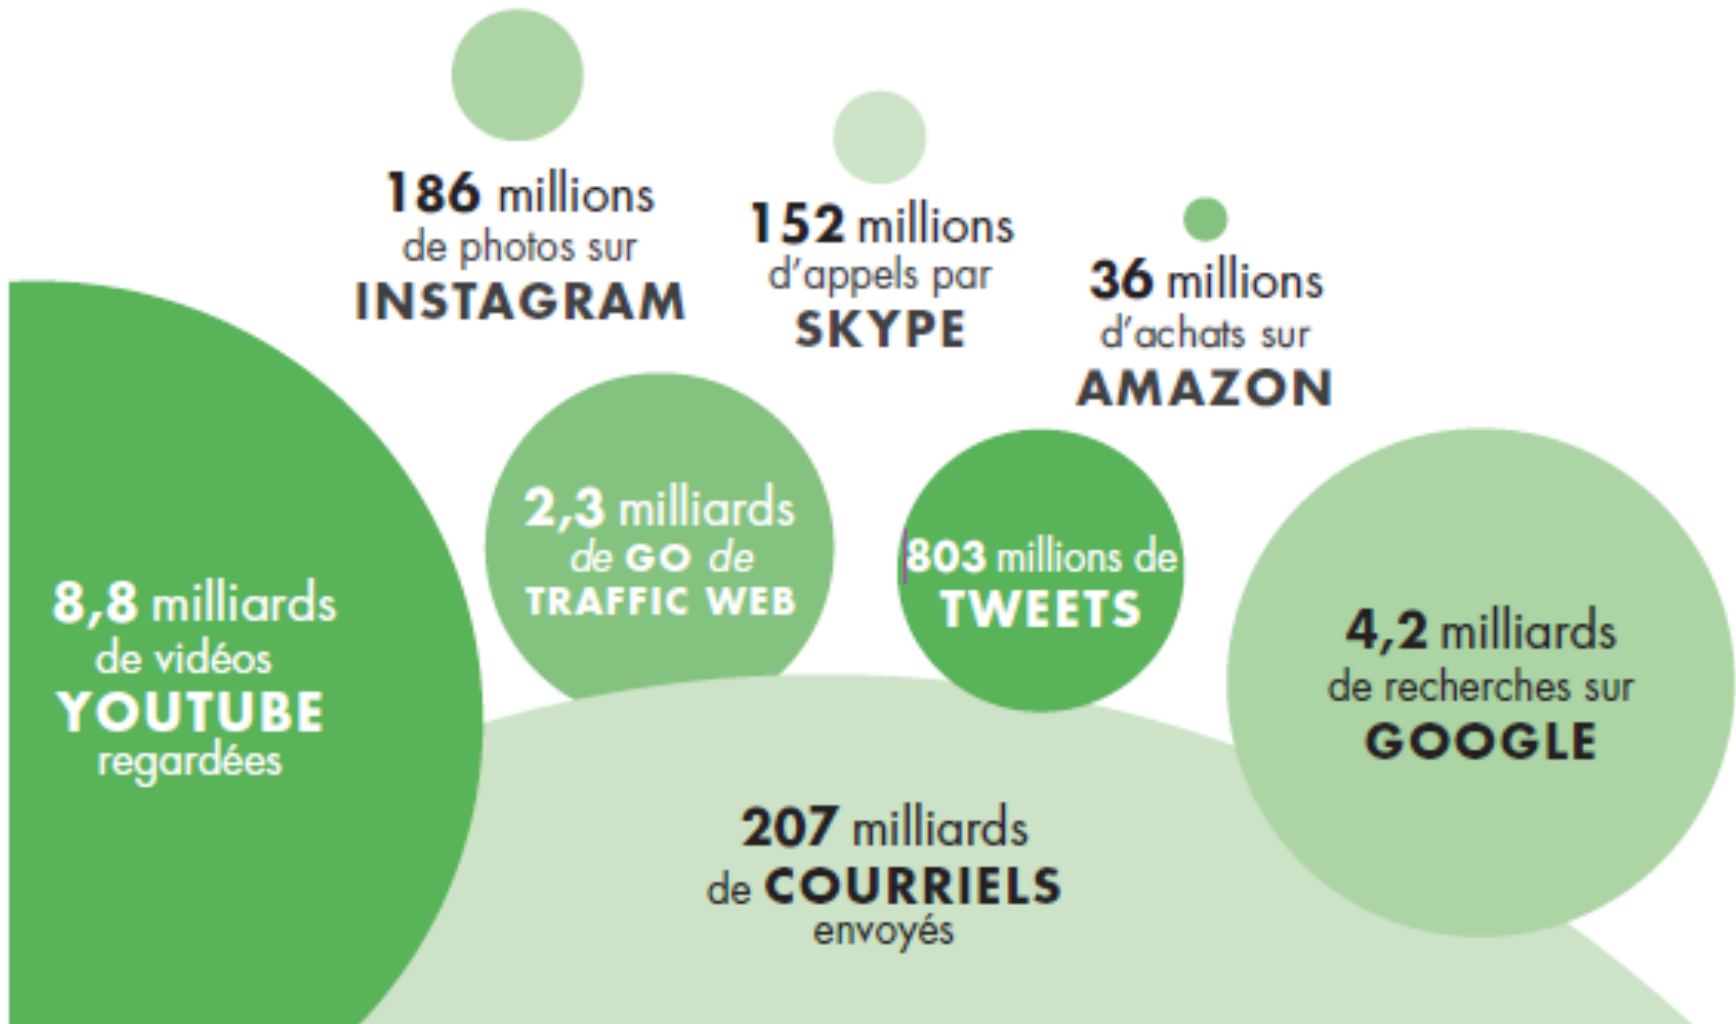 186 millions
de photos sur
INSTAGRAM
152 millions
d'appels par
SKYPE
36 millions
d'achats sur
AMAZON
8,8 milliards
de vidéos
YOUTUBE
regardées
2,3 milliards
de GO de
TRAFFIC WEB
803 millions de
TWEETS
4,2 milliards
de recherches sur
GOOGLE
207 milliards
de COURRIELS
envoyés